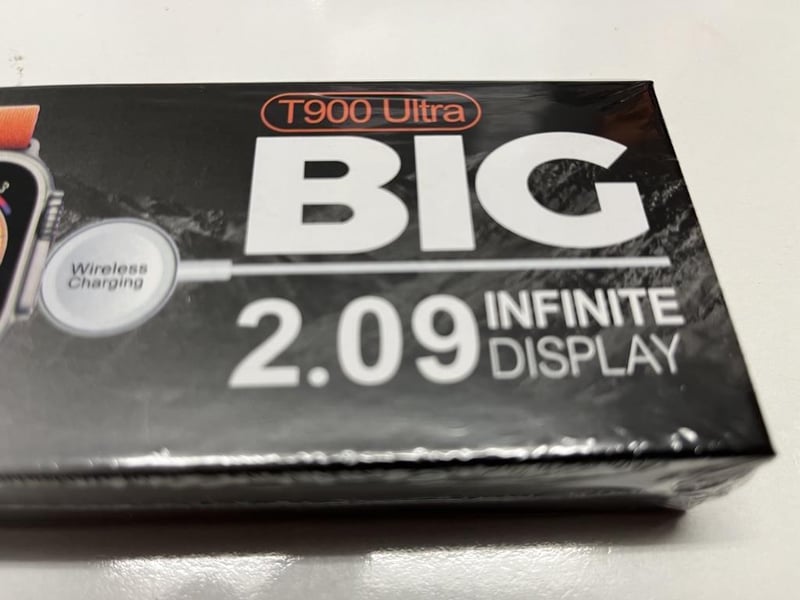 T900 Ultra
BIG
Wireless
Charging
2.09 INFINITE
DISPLAY